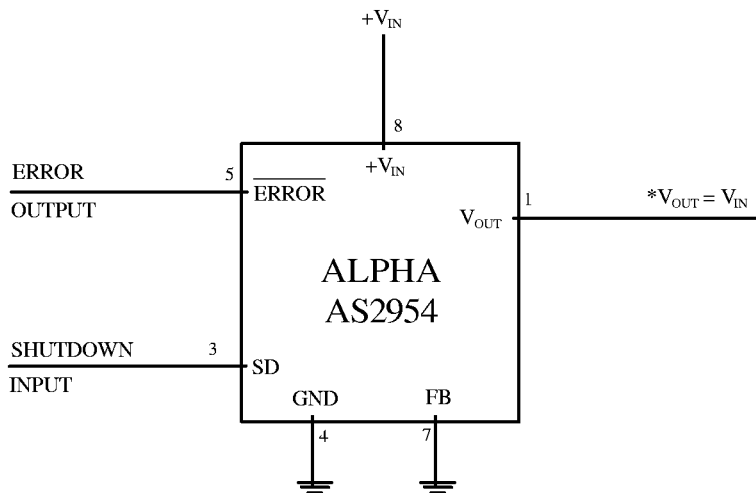 +VIN
8
+VIN
ERROR
5
ERROR
OUTPUT
1
*VOUT = VIN
VOUT
ALPHA
AS2954
SHUTDOWN
3
SD
INPUT
GND
FB
4
7